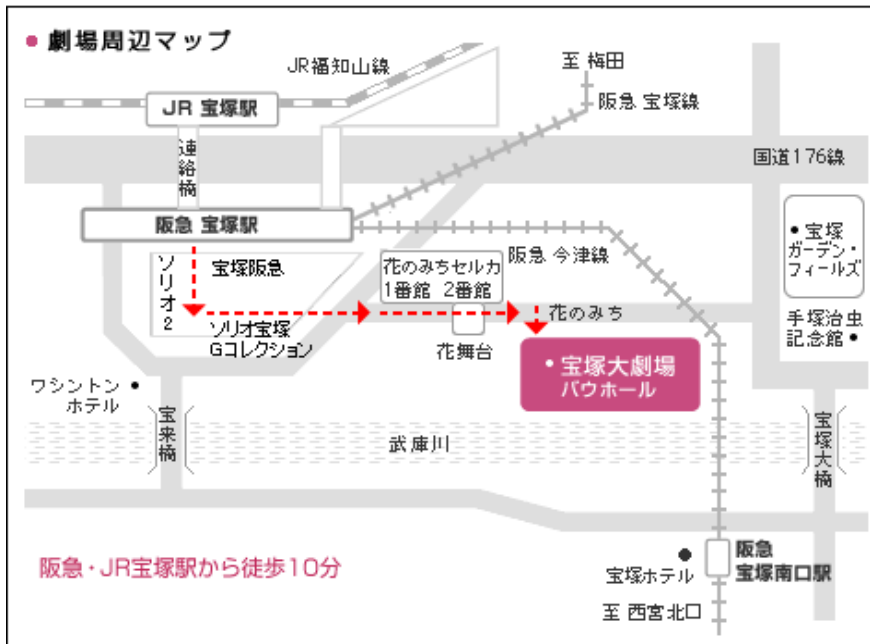 ● 劇場周辺マップ
JR福知山線
至 梅田
阪急 宝塚線
JR 宝塚駅
連絡橋
国道176線
阪急 宝塚駅
ソリオ2
宝塚阪急
花のみちセルカ
1番館 2番館
阪急 今津線
● 宝塚
ガーデン・
フィールズ
ソリオ宝塚
Gコレクション
花舞台
花のみち
手塚治虫
記念館 ●
● 宝塚大劇場
バウホール
ワシントン ●
ホテル
宝来橋
武庫川
宝塚大橋
阪急・JR宝塚駅から徒歩10分
●
宝塚ホテル
阪急
宝塚南口駅
至 西宮北口